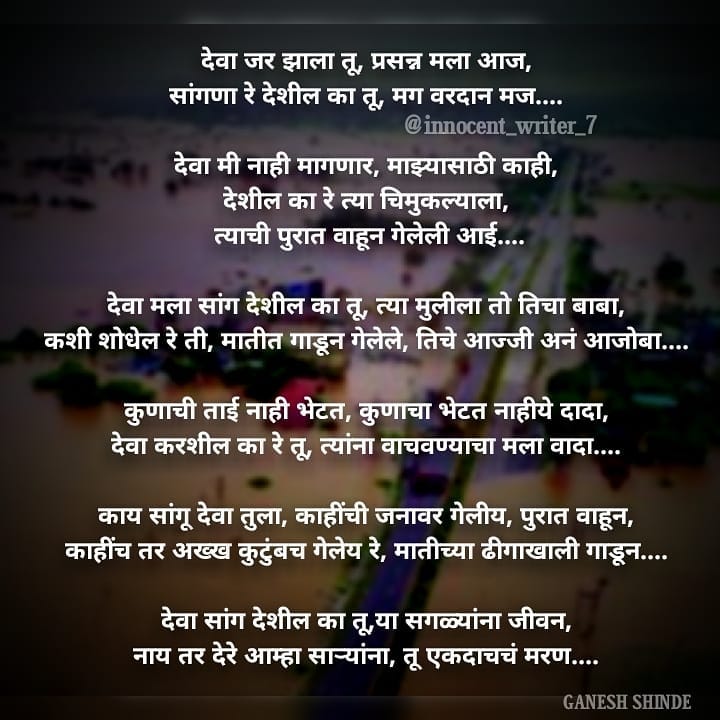 देवा जर झाला तू, प्रसन्न मला आज,
सांगणा रे देशील का तू, मग वरदान मज....
@innocent_writer_7
देवा मी नाही मागणार, माझ्यासाठी काही,
देशील का रे त्या चिमुकल्याला,
त्याची पुरात वाहून गेलेली आई....
देवा मला सांग देशील का तू, त्या मुलीला तो तिचा बाबा,
कशी शोधेल रे ती, मातीत गाडून गेलेले, तिचे आज्जी अनं आजोबा....
कुणाची ताई नाही भेटत, कुणाचा भेटत नाहीये दादा,
देवा करशील का रे तू, त्यांना वाचवण्याचा मला वादा....
काय सांगू देवा तुला, काहींची जनावर गेलीय, पुरात वाहून,
काहींच तर अख्ख कुटुंबच गेलेय रे, मातीच्या ढीगाखाली गाडून....
देवा सांग देशील का तू,या सगळ्यांना जीवन,
नाय तर देरे आम्हा साऱ्यांना, तू एकदाचचं मरण....
GANESH SHINDE